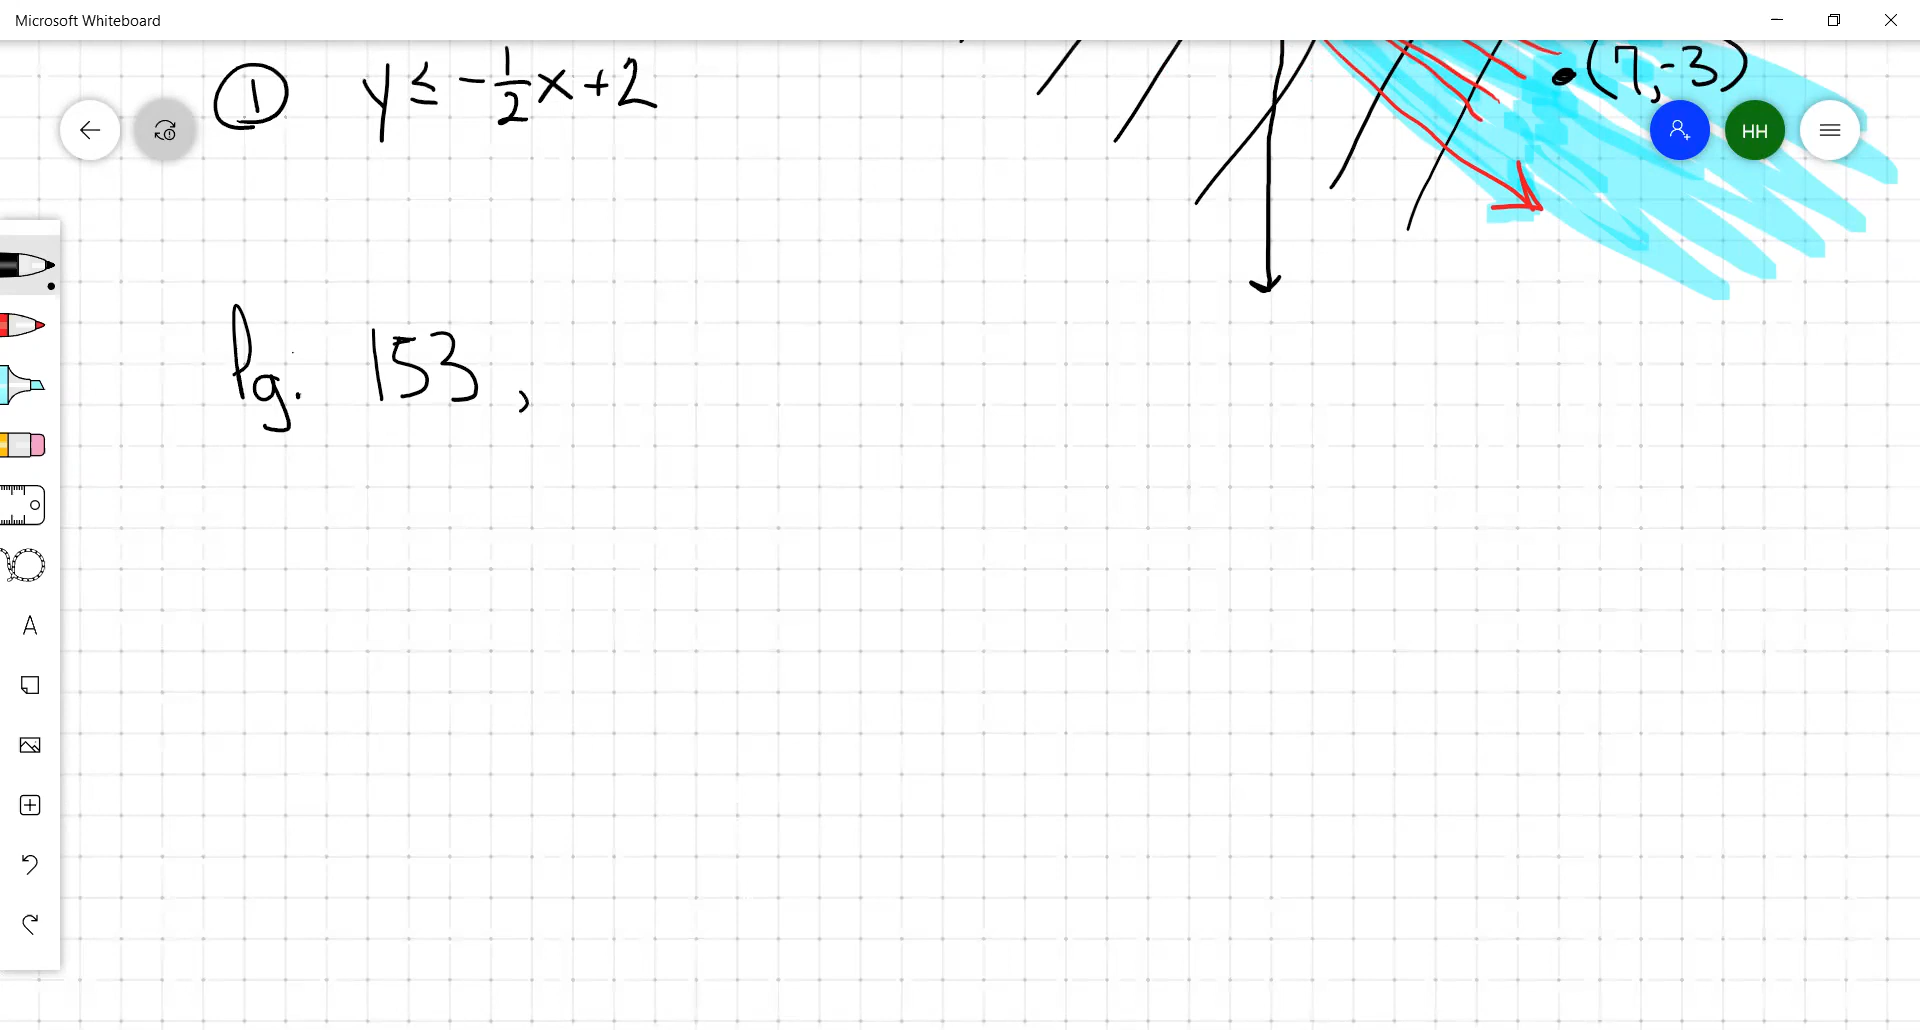 Microsoft Whiteboard
① y ≤ -1/2x + 2
(7, -3)
HH
Pg. 153,
A